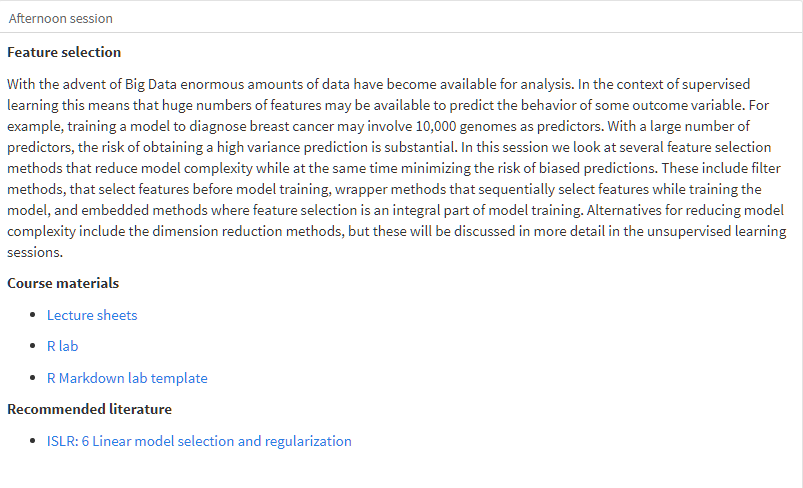 Afternoon session
Feature selection
With the advent of Big Data enormous amounts of data have become available for analysis. In the context of supervised
learning this means that huge numbers of features may be available to predict the behavior of some outcome variable. For
example, training a model to diagnose breast cancer may involve 10,000 genomes as predictors. With a large number of
predictors, the risk of obtaining a high variance prediction is substantial. In this session we look at several feature selection
methods that reduce model complexity while at the same time minimizing the risk of biased predictions. These include filter
methods, that select features before model training, wrapper methods that sequentially select features while training the
model, and embedded methods where feature selection is an integral part of model training. Alternatives for reducing model
complexity include the dimension reduction methods, but these will be discussed in more detail in the unsupervised learning
sessions.
Course materials
• Lecture sheets
• R lab
• R Markdown lab template
Recommended literature
• ISLR: 6 Linear model selection and regularization